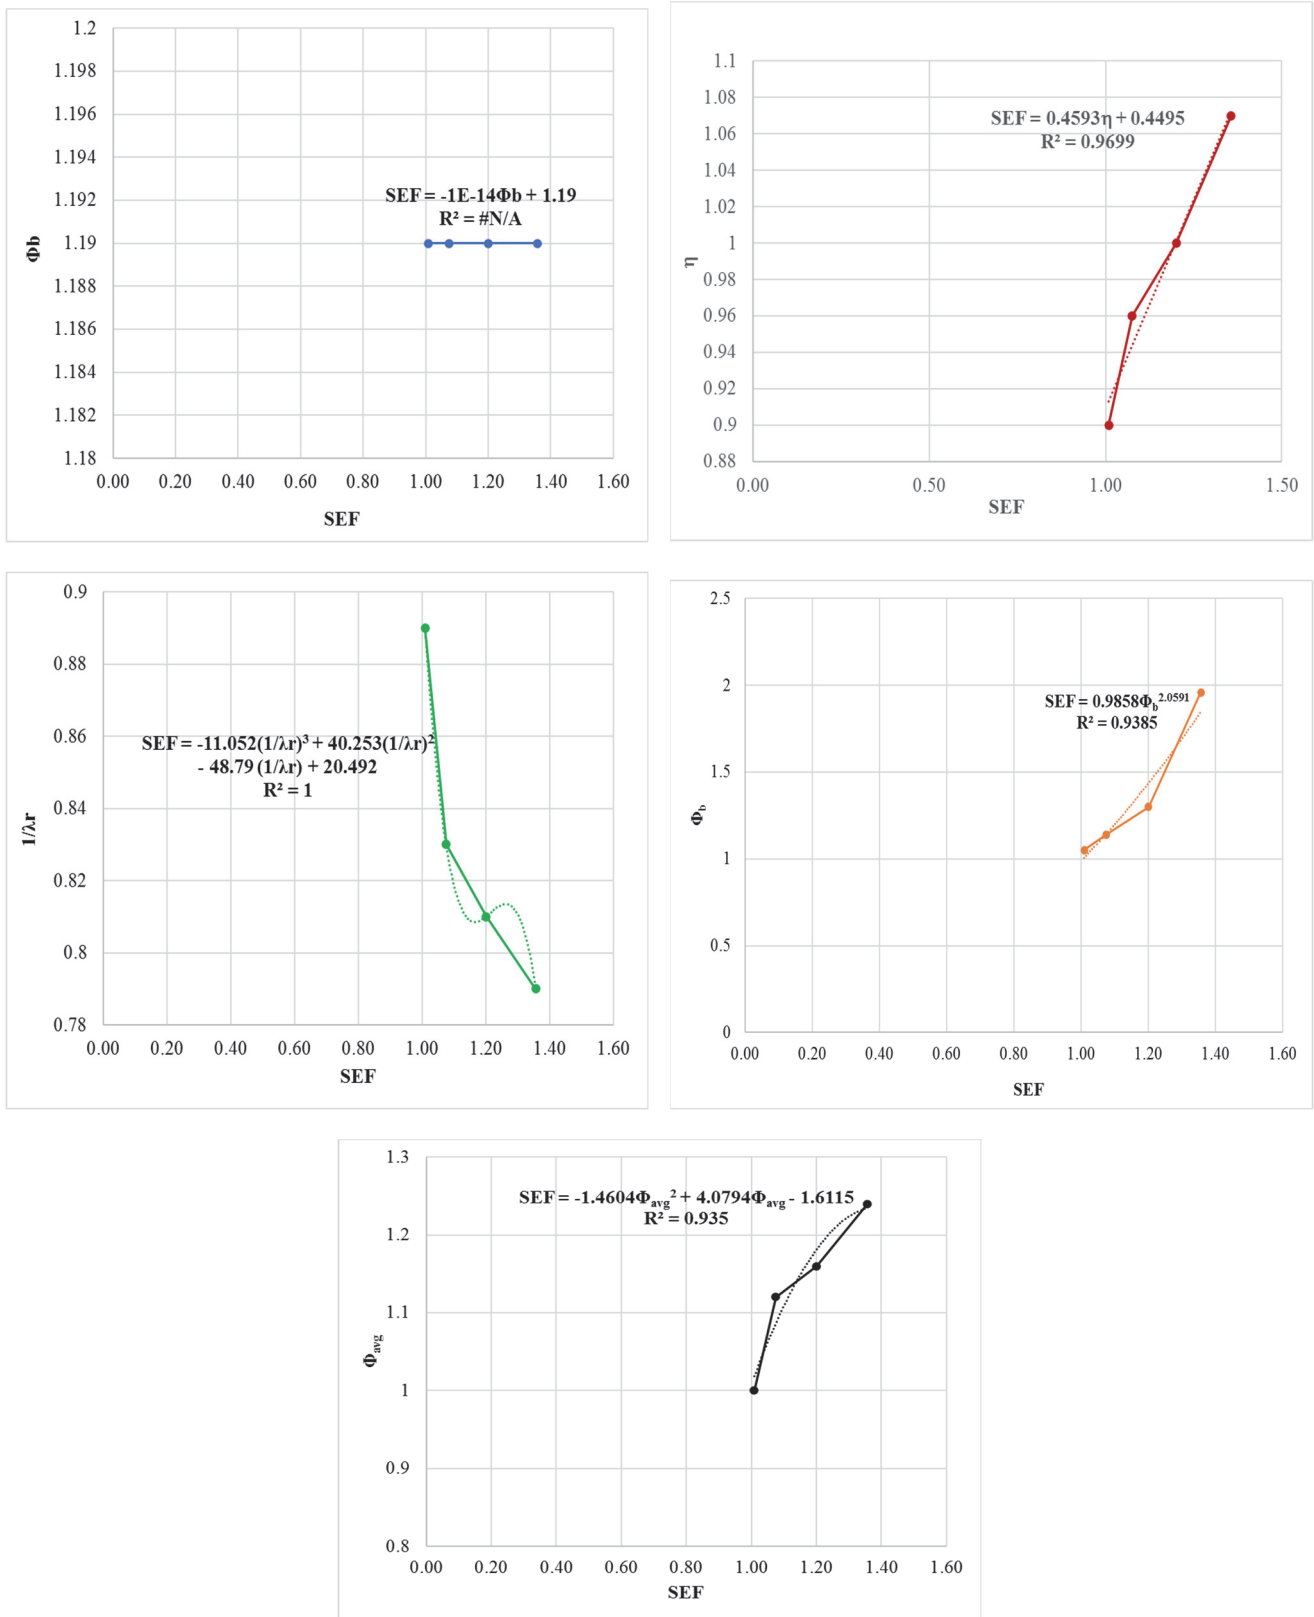 1.2
1.198
1.196
1.194
1.192
1.19
1.188
1.186
1.184
1.182
1.18
Φb
SEF = -1E-14Φb + 1.19
R² = #N/A
0.00 0.20 0.40 0.60 0.80 1.00 1.20 1.40 1.60
SEF
1.1
1.08
1.06
1.04
1.02
1
0.98
0.96
0.94
0.92
0.9
0.88
η
SEF = 0.4593η + 0.4495
R² = 0.9699
0.00 0.50 1.00 1.50
SEF
0.9
0.88
0.86
0.84
0.82
0.8
0.78
1/λr
SEF = -11.052(1/λr)³ + 40.253(1/λr)²
- 48.79 (1/λr) + 20.492
R² = 1
0.00 0.20 0.40 0.60 0.80 1.00 1.20 1.40 1.60
SEF
2.5
2
1.5
1
0.5
0
Φb
SEF = 0.9858Φb^2.0591
R² = 0.9385
0.00 0.20 0.40 0.60 0.80 1.00 1.20 1.40 1.60
SEF
1.3
1.2
1.1
1
0.9
0.8
Φavg
SEF = -1.4604Φavg² + 4.0794Φavg - 1.6115
R² = 0.935
0.00 0.20 0.40 0.60 0.80 1.00 1.20 1.40 1.60
SEF